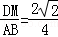 DM/AB = 2√2/4